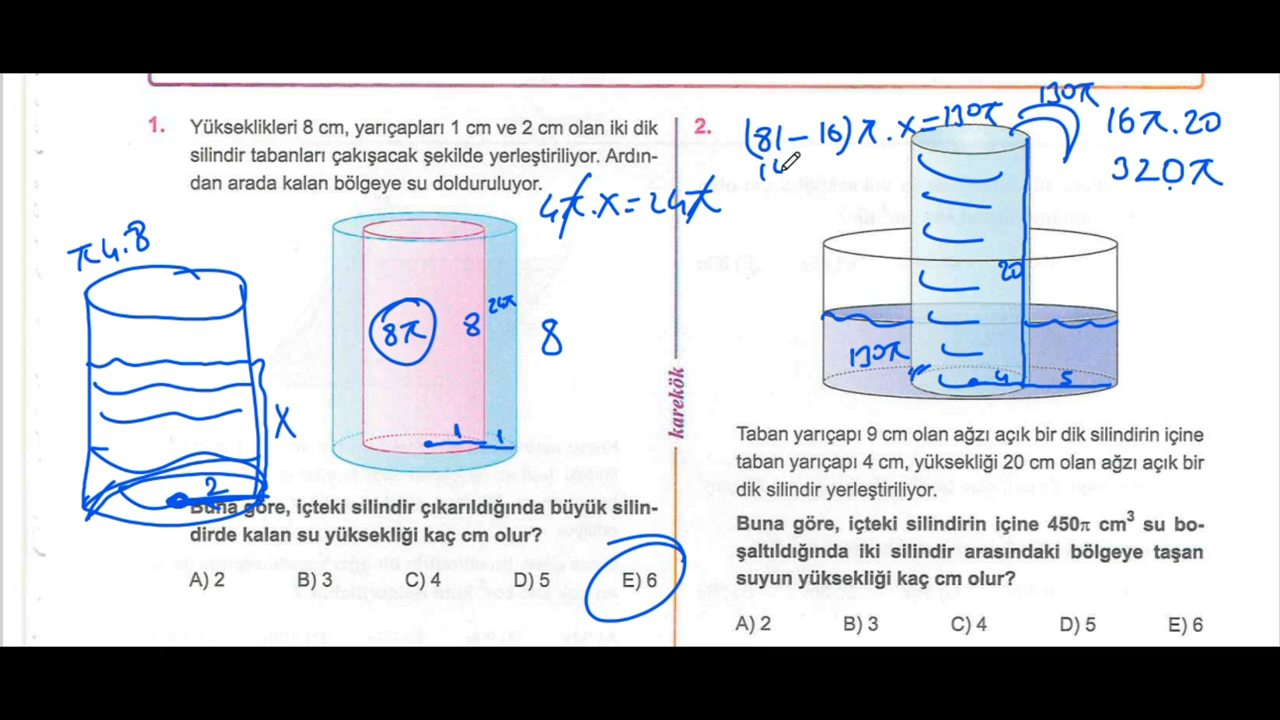 1. Yükseklikleri 8 cm, yarıçapları 1 cm ve 2 cm olan iki dik
silindir tabanları çakışacak şekilde yerleştiriliyor. Ardın-
dan arada kalan bölgeye su dolduruluyor.
4π.x=24π
π4.8
8π
8
24π
8
1
1
x
2
Buna göre, içteki silindir çıkarıldığında büyük silin-
dirde kalan su yüksekliği kaç cm olur?
A) 2 B) 3 C) 4 D) 5 E) 6
karekök
2.
(81-16)π.x=130π
130π
16π.20
320π
20
130π
4
5
Taban yarıçapı 9 cm olan ağzı açık bir dik silindirin içine
taban yarıçapı 4 cm, yüksekliği 20 cm olan ağzı açık bir
dik silindir yerleştiriliyor.
Buna göre, içteki silindirin içine 450π cm³ su bo-
şaltıldığında iki silindir arasındaki bölgeye taşan
suyun yüksekliği kaç cm olur?
A) 2 B) 3 C) 4 D) 5 E) 6